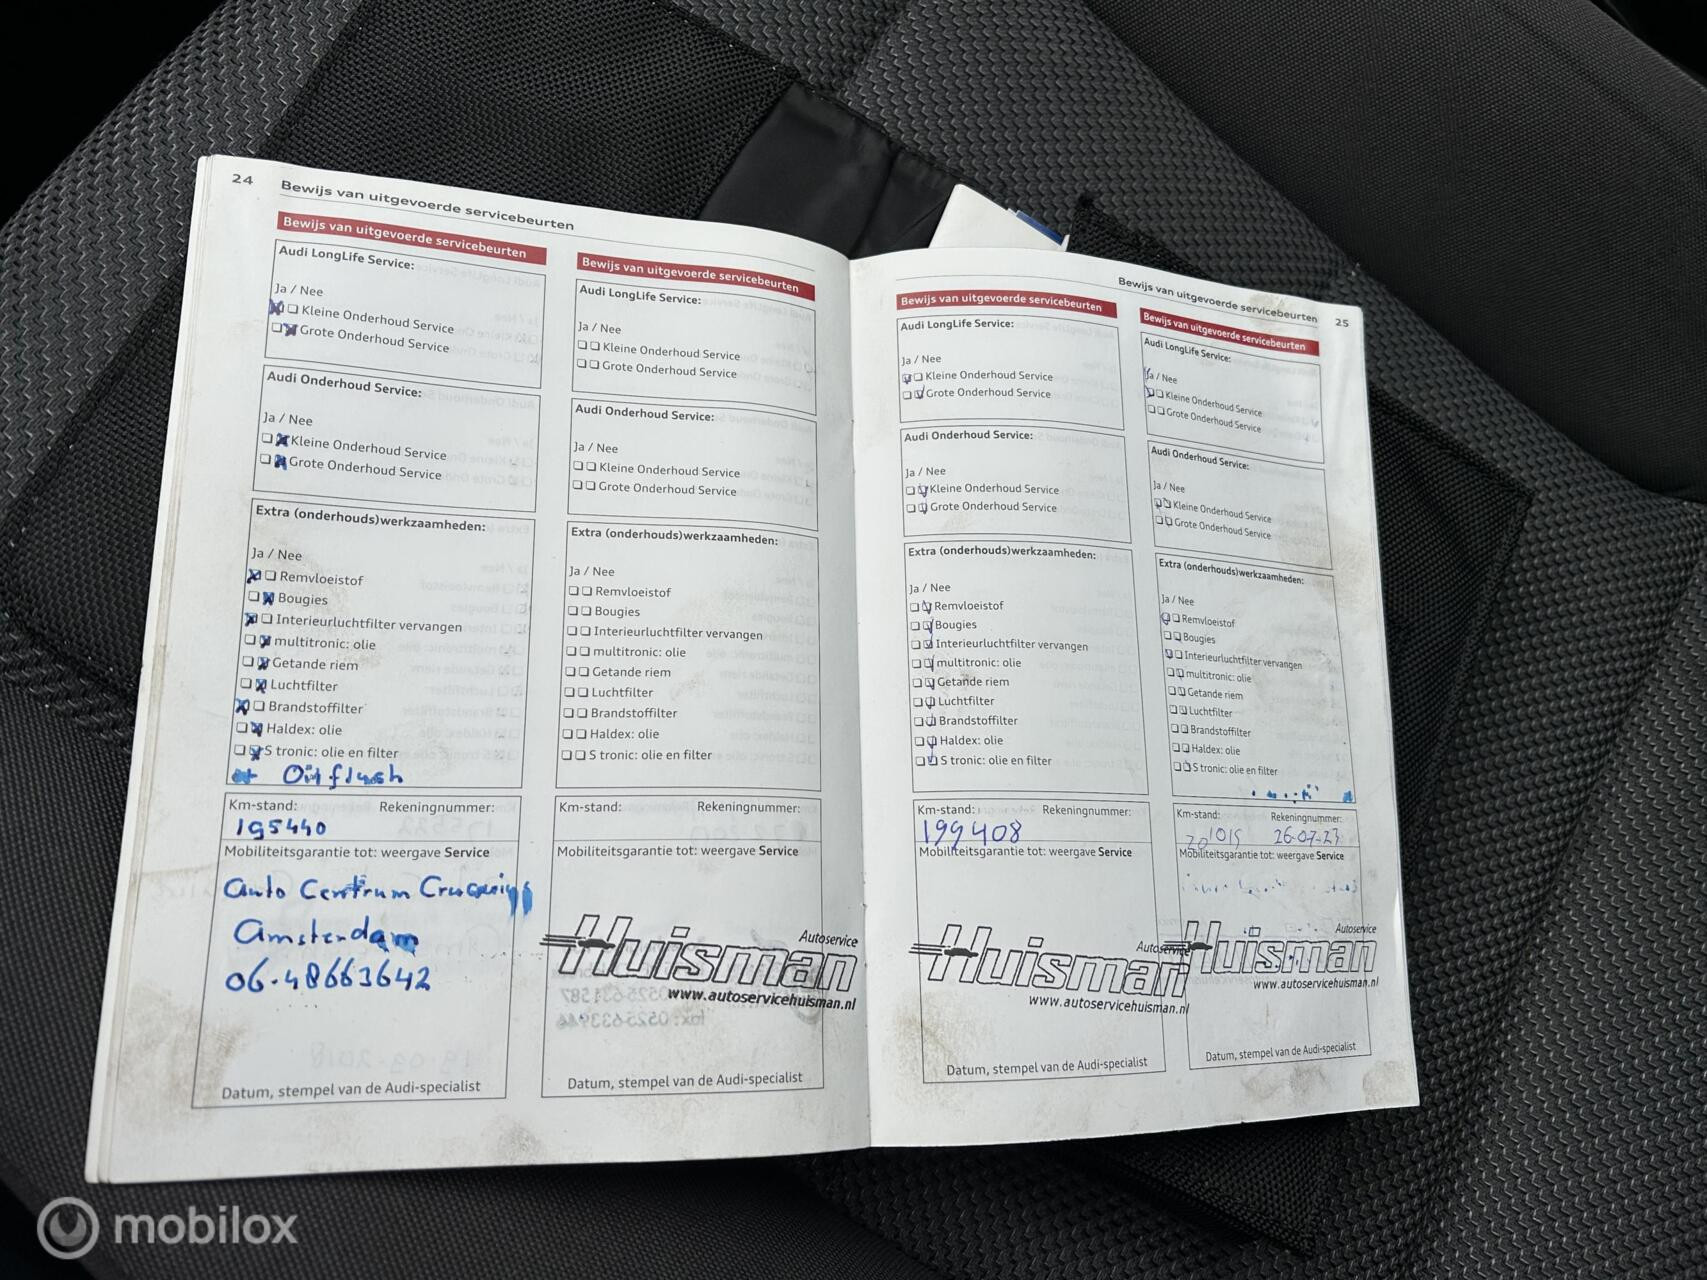 24
Bewijs van uitgevoerde servicebeurten
Bewijs van uitgevoerde servicebeurten
Audi LongLife Service:
Ja / Nee
Kleine Onderhoud Service
Grote Onderhoud Service
Audi Onderhoud Service:
Ja / Nee
Kleine Onderhoud Service
Grote Onderhoud Service
Extra (onderhouds)werkzaamheden:
Ja / Nee
Remvloeistof
Bougies
Interieurluchtfilter vervangen
multitronic: olie
Getande riem
Luchtfilter
Brandstoffilter
Haldex: olie
S tronic: olie en filter
Oil flush
Km-stand: Rekeningnummer:
195440
Mobiliteitsgarantie tot: weergave Service
Auto Centrum
Amsterdam
06-48663642
Datum, stempel van de Audi-specialist
Bewijs van uitgevoerde servicebeurten
Audi LongLife Service:
Ja / Nee
Kleine Onderhoud Service
Grote Onderhoud Service
Audi Onderhoud Service:
Ja / Nee
Kleine Onderhoud Service
Grote Onderhoud Service
Extra (onderhouds)werkzaamheden:
Ja / Nee
Remvloeistof
Bougies
Interieurluchtfilter vervangen
multitronic: olie
Getande riem
Luchtfilter
Brandstoffilter
Haldex: olie
S tronic: olie en filter
Km-stand: Rekeningnummer:
Mobiliteitsgarantie tot: weergave Service
Autoservice
Huisman
www.autoservicehuisman.nl
Datum, stempel van de Audi-specialist
Bewijs van uitgevoerde servicebeurten 25
Bewijs van uitgevoerde servicebeurten
Audi LongLife Service:
Ja / Nee
Kleine Onderhoud Service
Grote Onderhoud Service
Audi Onderhoud Service:
Ja / Nee
Kleine Onderhoud Service
Grote Onderhoud Service
Extra (onderhouds)werkzaamheden:
Ja / Nee
Remvloeistof
Bougies
Interieurluchtfilter vervangen
multitronic: olie
Getande riem
Luchtfilter
Brandstoffilter
Haldex: olie
S tronic: olie en filter
Km-stand: Rekeningnummer:
199408
Mobiliteitsgarantie tot: weergave Service
Autoservice
Huisman
www.autoservicehuisman.nl
Datum, stempel van de Audi-specialist
Bewijs van uitgevoerde servicebeurten
Audi LongLife Service:
Ja / Nee
Kleine Onderhoud Service
Grote Onderhoud Service
Audi Onderhoud Service:
Ja / Nee
Kleine Onderhoud Service
Grote Onderhoud Service
Extra (onderhouds)werkzaamheden:
Ja / Nee
Remvloeistof
Bougies
Interieurluchtfilter vervangen
multitronic: olie
Getande riem
Luchtfilter
Brandstoffilter
Haldex: olie
S tronic: olie en filter
Km-stand: Rekeningnummer:
201015 26-07-23
Mobiliteitsgarantie tot: weergave Service
Autoservice
Huisman
www.autoservicehuisman.nl
Datum, stempel van de Audi-specialist
mobilox